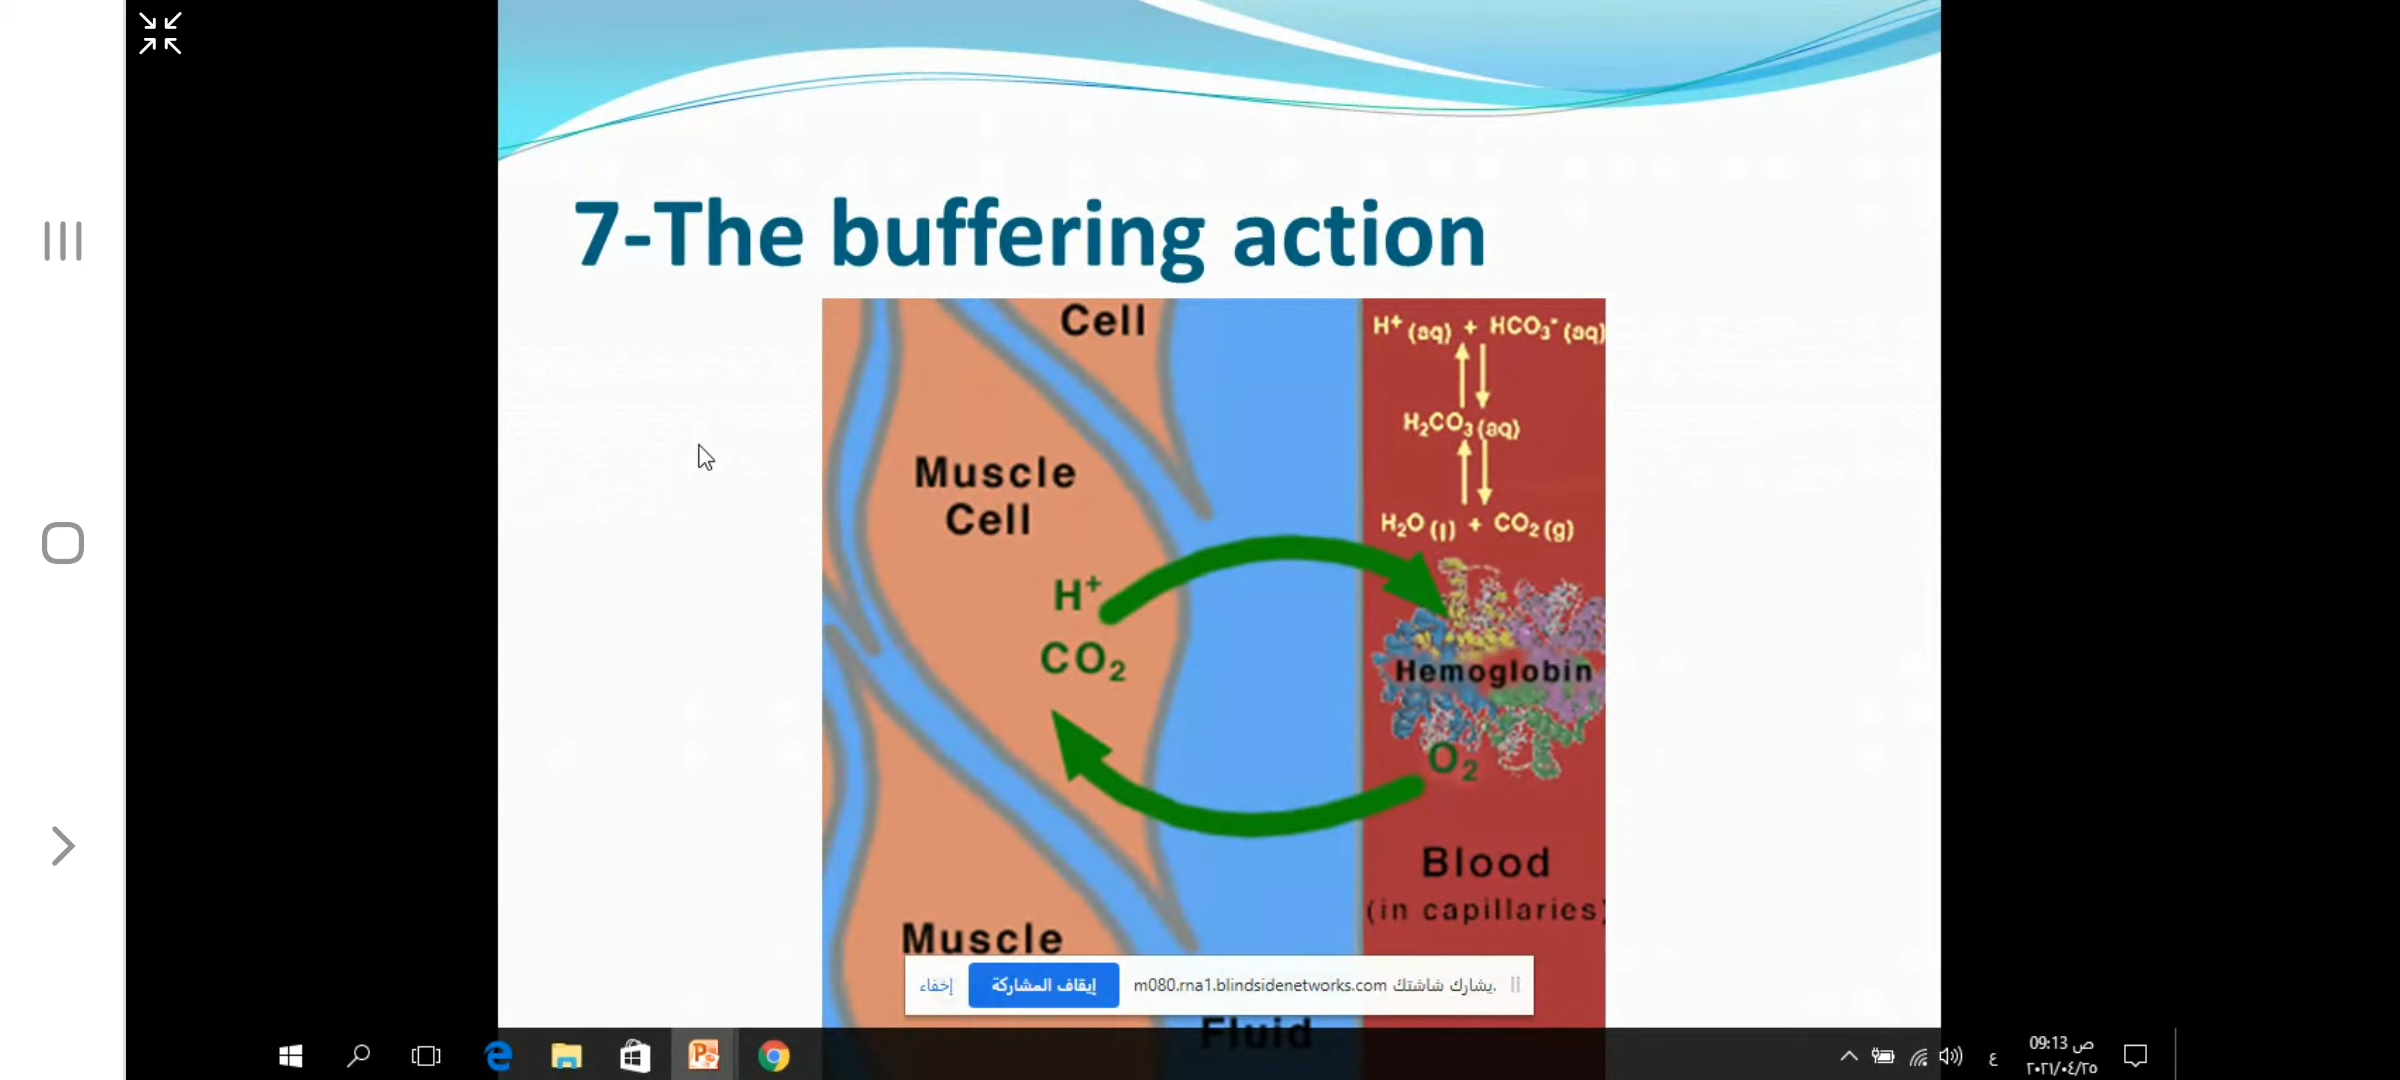 7-The buffering action
Cell
H⁺ (aq) + HCO₃⁻ (aq)
H₂CO₃ (aq)
H₂O (l) + CO₂ (g)
Muscle
Cell
H⁺
CO₂
Hemoglobin
O₂
Blood
(in capillaries)
Muscle
Fluid
إخفاء
إيقاف المشاركة
يشارك شاشتك m080.rna1.blindsidenetworks.com.
ع
09:13 ص
٢٠٢١/٠٤/٢٥